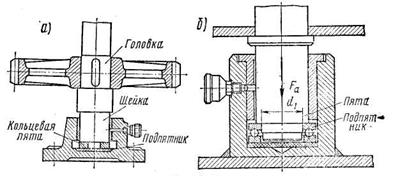 а)
Головка
Шейка
Кольцевая
пята
Подпятник
б)
Fa
d1
Пята
Подпят-
ник